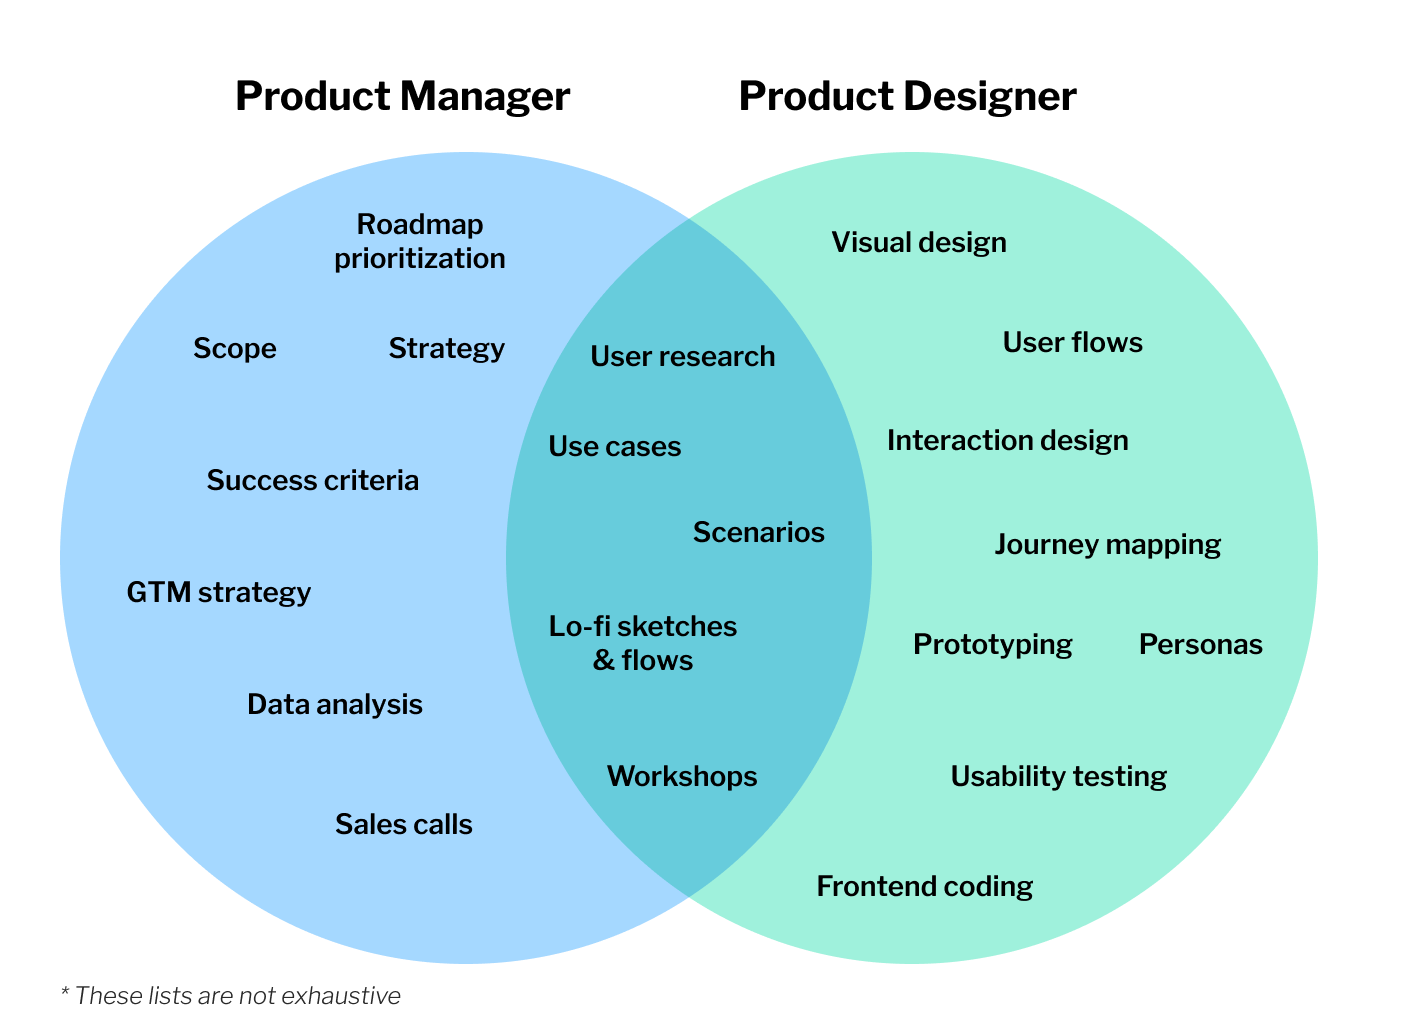 Product Manager
Product Designer
Roadmap
prioritization
Scope
Strategy
Success criteria
GTM strategy
Data analysis
Sales calls
User research
Use cases
Scenarios
Lo-fi sketches
& flows
Workshops
Visual design
User flows
Interaction design
Journey mapping
Prototyping
Personas
Usability testing
Frontend coding
* These lists are not exhaustive